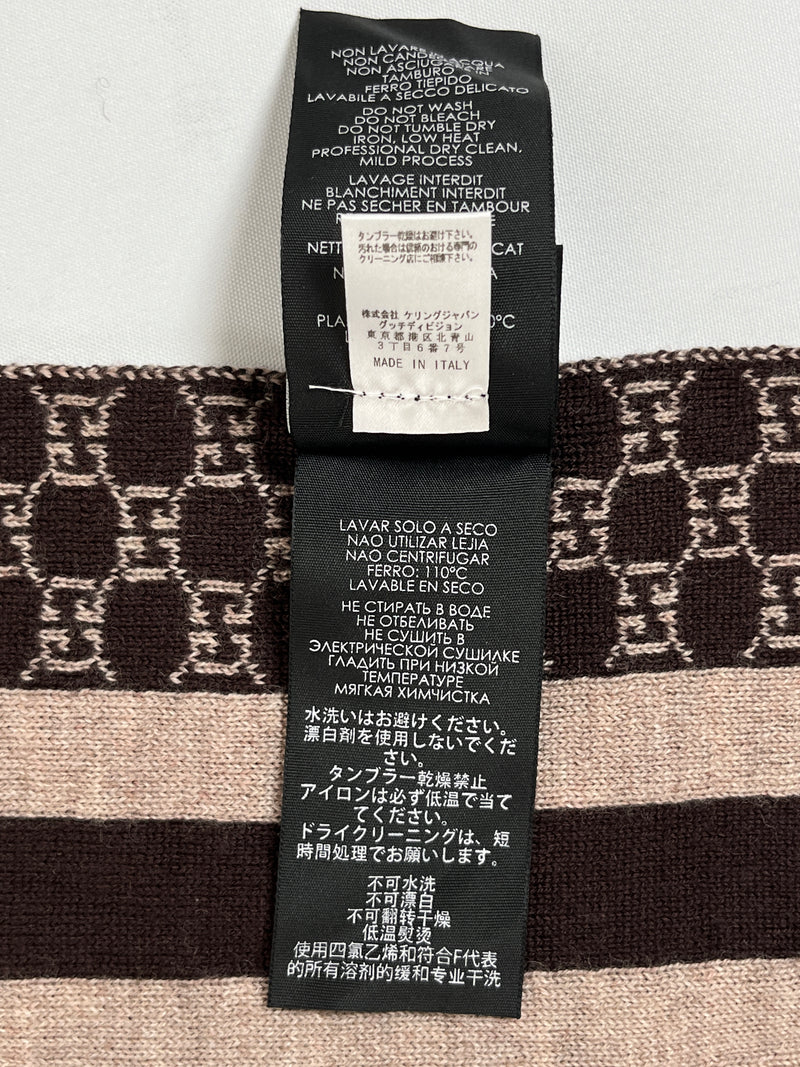 NON LAVARE IN ACQUA
NON CANDEGGIARE
NON ASCIUGARE IN
TAMBURO
FERRO TIEPIDO
LAVABILE A SECCO DELICATO
DO NOT WASH
DO NOT BLEACH
DO NOT TUMBLE DRY
IRON, LOW HEAT
PROFESSIONAL DRY CLEAN,
MILD PROCESS
LAVAGE INTERDIT
BLANCHIMENT INTERDIT
NE PAS SECHER EN TAMBOUR
タンブラー乾燥はお避け下さい。
汚れた場合は信頼のおける専門の
クリーニング店にご相談下さい。
株式会社 ケリングジャパン
グッチディビジョン
東京都港区北青山
3丁目6番7号
MADE IN ITALY
LAVAR SOLO A SECO
NAO UTILIZAR LEJIA
NAO CENTRIFUGAR
FERRO: 110°C
LAVABLE EN SECO
НЕ СТИРАТЬ В ВОДЕ
НЕ ОТБЕЛИВАТЬ
НЕ СУШИТЬ В
ЭЛЕКТРИЧЕСКОЙ СУШИЛКЕ
ГЛАДИТЬ ПРИ НИЗКОЙ
ТЕМПЕРАТУРЕ
МЯГКАЯ ХИМЧИСТКА
水洗いはお避けください。
漂白剤を使用しないでくだ
さい。
タンブラー乾燥禁止
アイロンは必ず低温で当て
てください。
ドライクリーニングは、短
時間処理でお願いします。
不可水洗
不可漂白
不可翻转干燥
低温熨烫
使用四氯乙烯和符合F代表
的所有溶剂的缓和专业干洗